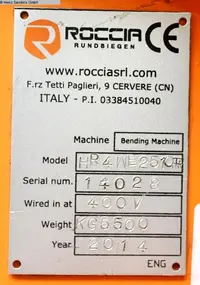 ROCCIA CE
RUNDBIEGEN
www.rocciasrl.com
F.rz Tetti Paglieri, 9 CERVERE (CN)
ITALY - P.I. 03384510040
Machine Bending Machine
Model
Serial num. 14028
Wired in at 400V
Weight KG5500
Year 2014
ENG